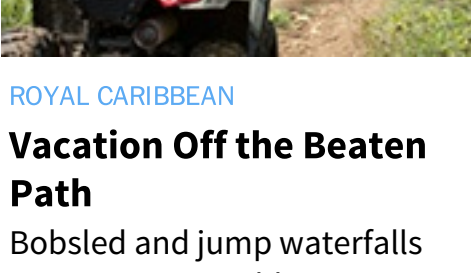 ROYAL CARIBBEAN
Vacation Off the Beaten
Path
Bobsled and jump waterfalls